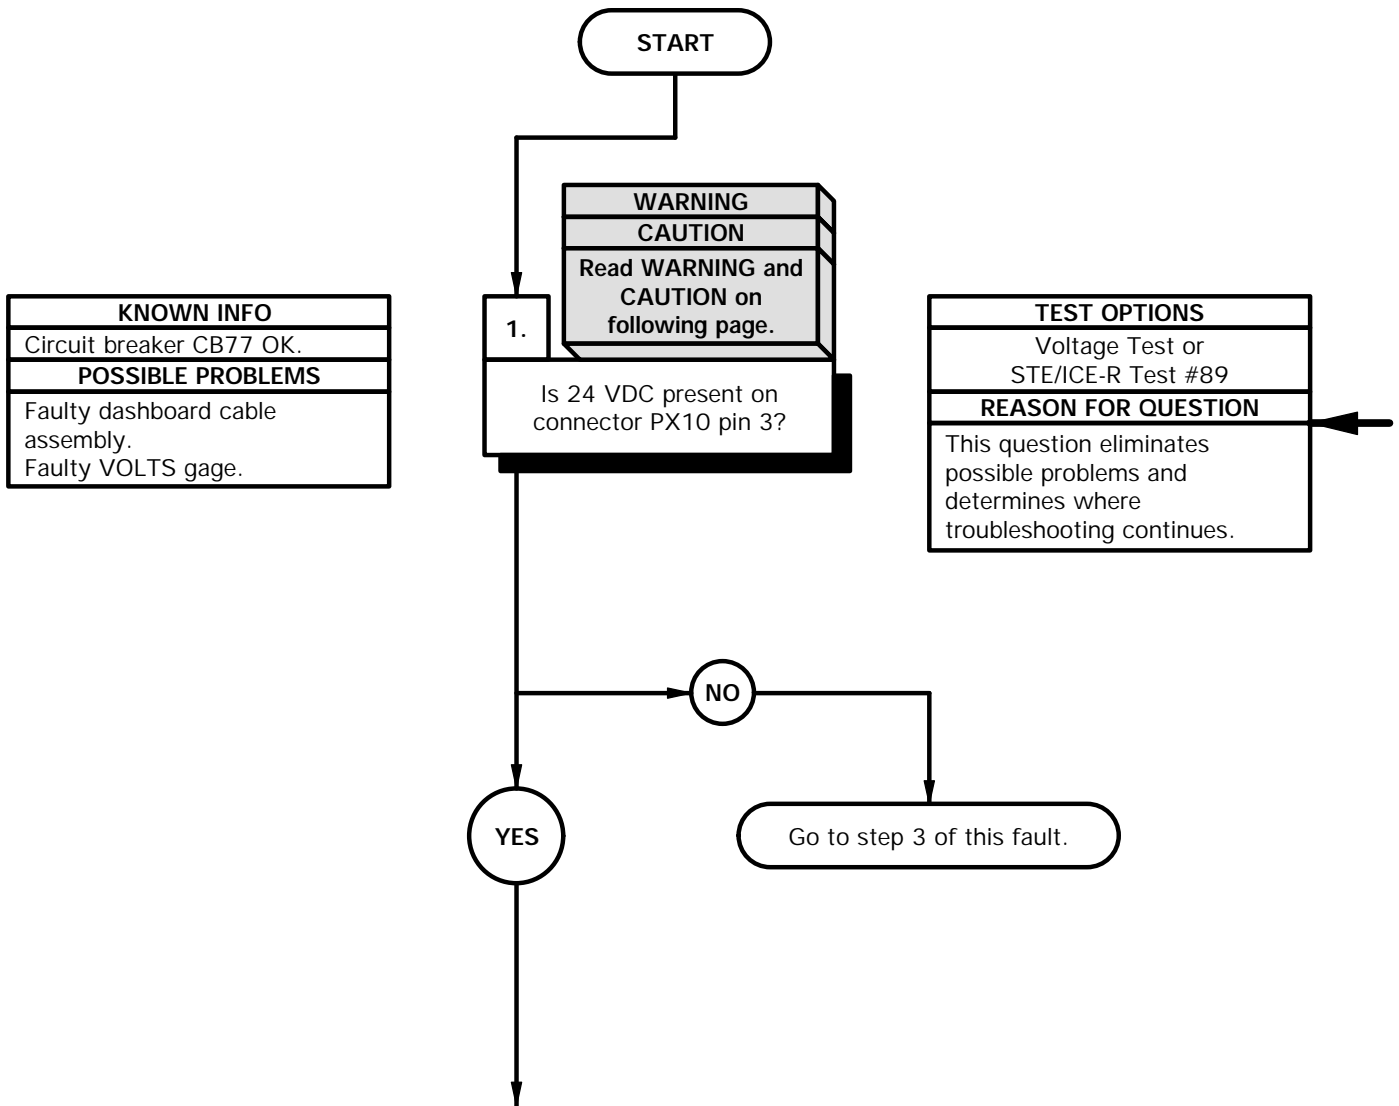 START
WARNING
CAUTION
Read WARNING and
CAUTION on
following page.
KNOWN INFO
Circuit breaker CB77 OK.
POSSIBLE PROBLEMS
Faulty dashboard cable
assembly.
Faulty VOLTS gage.
1.
Is 24 VDC present on
connector PX10 pin 3?
TEST OPTIONS
Voltage Test or
STE/ICE-R Test #89
REASON FOR QUESTION
This question eliminates
possible problems and
determines where
troubleshooting continues.
NO
YES
Go to step 3 of this fault.